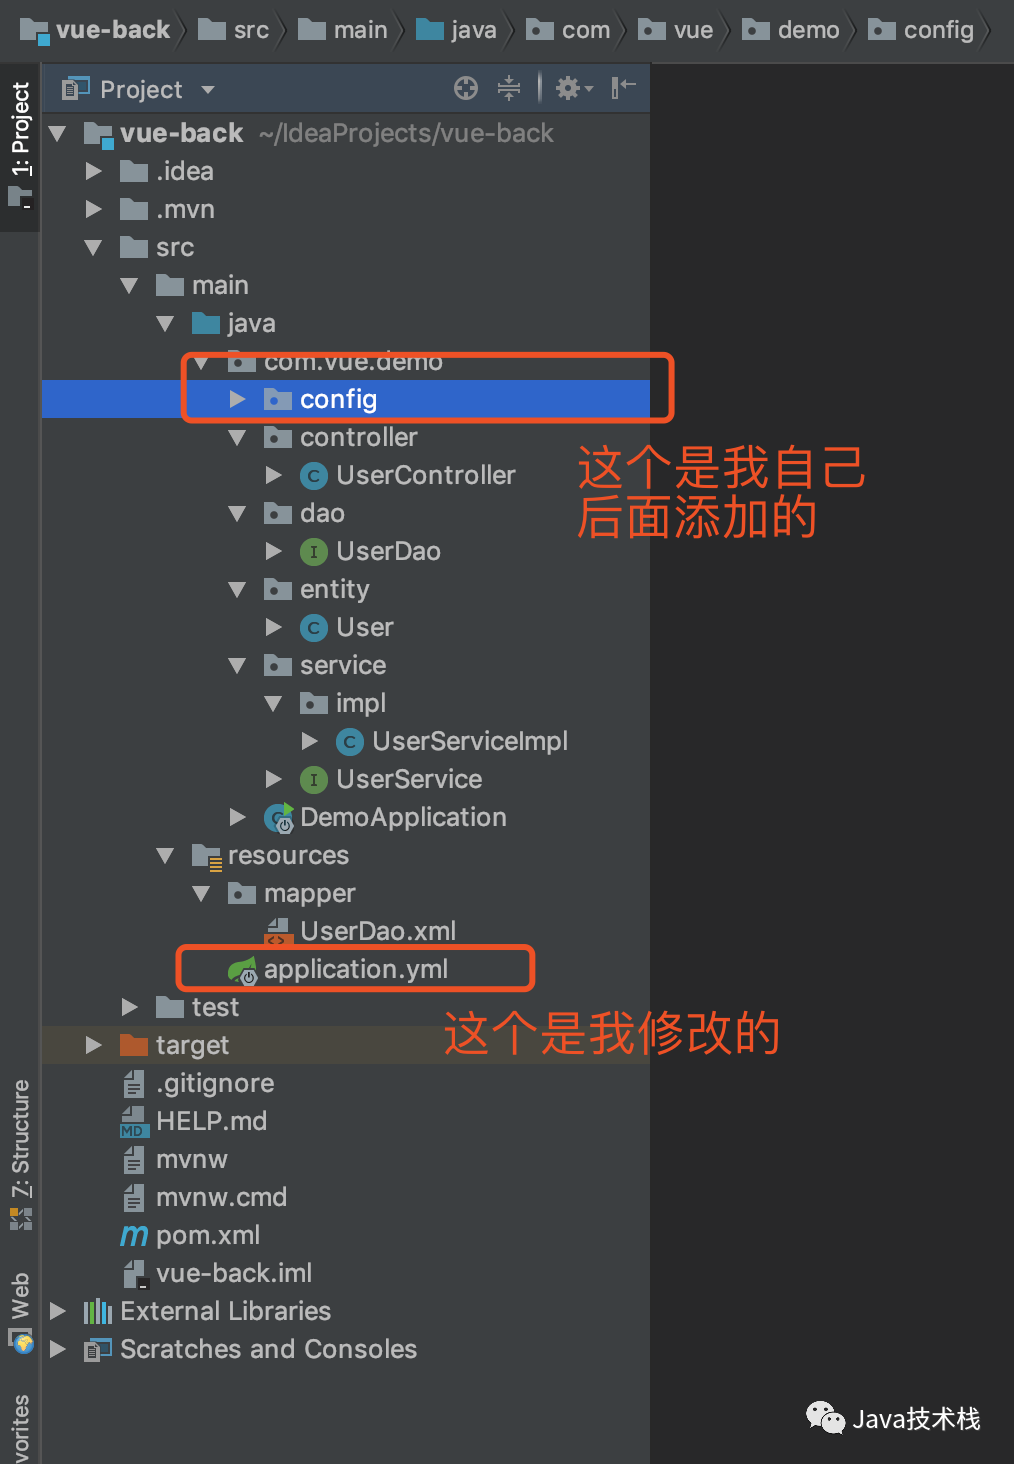 vue-back src main java com vue demo config
Project
1: Project
vue-back ~/IdeaProjects/vue-back
.idea
.mvn
src
main
java
com.vue.demo
config
controller
这个是我自己
后面添加的
UserController
dao
UserDao
entity
User
service
impl
UserServiceImpl
UserService
DemoApplication
resources
mapper
UserDao.xml
application.yml
这个是我修改的
test
target
.gitignore
HELP.md
mvnw
mvnw.cmd
pom.xml
vue-back.iml
External Libraries
Scratches and Consoles
7: Structure
Web
vorites
Java技术栈